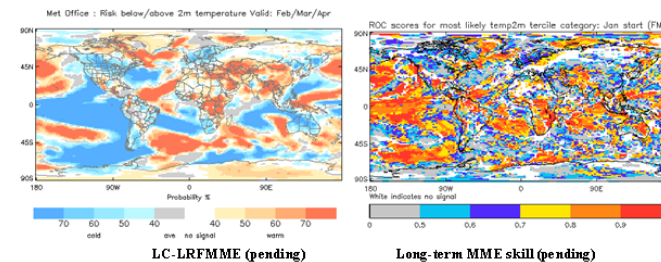 Met Office : Risk below/above 2m temperature Valid: Feb/Mar/Apr
90N
45N
0
45S
90S
180 90W 0 90E
Probability %
70 60 50 40 40 50 60 70
cold ave no signal warm
LC-LRFMME (pending)
ROC scores for most likely temp2m tercile category: Jan start (FM
90N
45N
0
45S
90S
180 90W 0 90E
White indicates no signal
0 0.5 0.6 0.7 0.8 0.9
Long-term MME skill (pending)